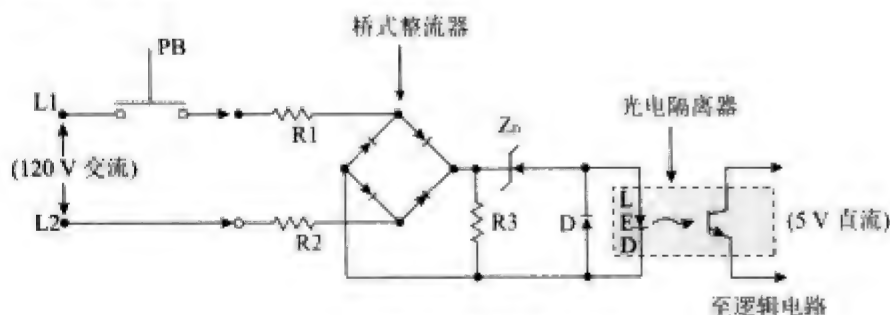 桥式整流器
PB
L1
R1
Z_D
光电隔离器
(120 V 交流)
L2
R2
R3
D
L
E
D
(5 V 直流)
至逻辑电路